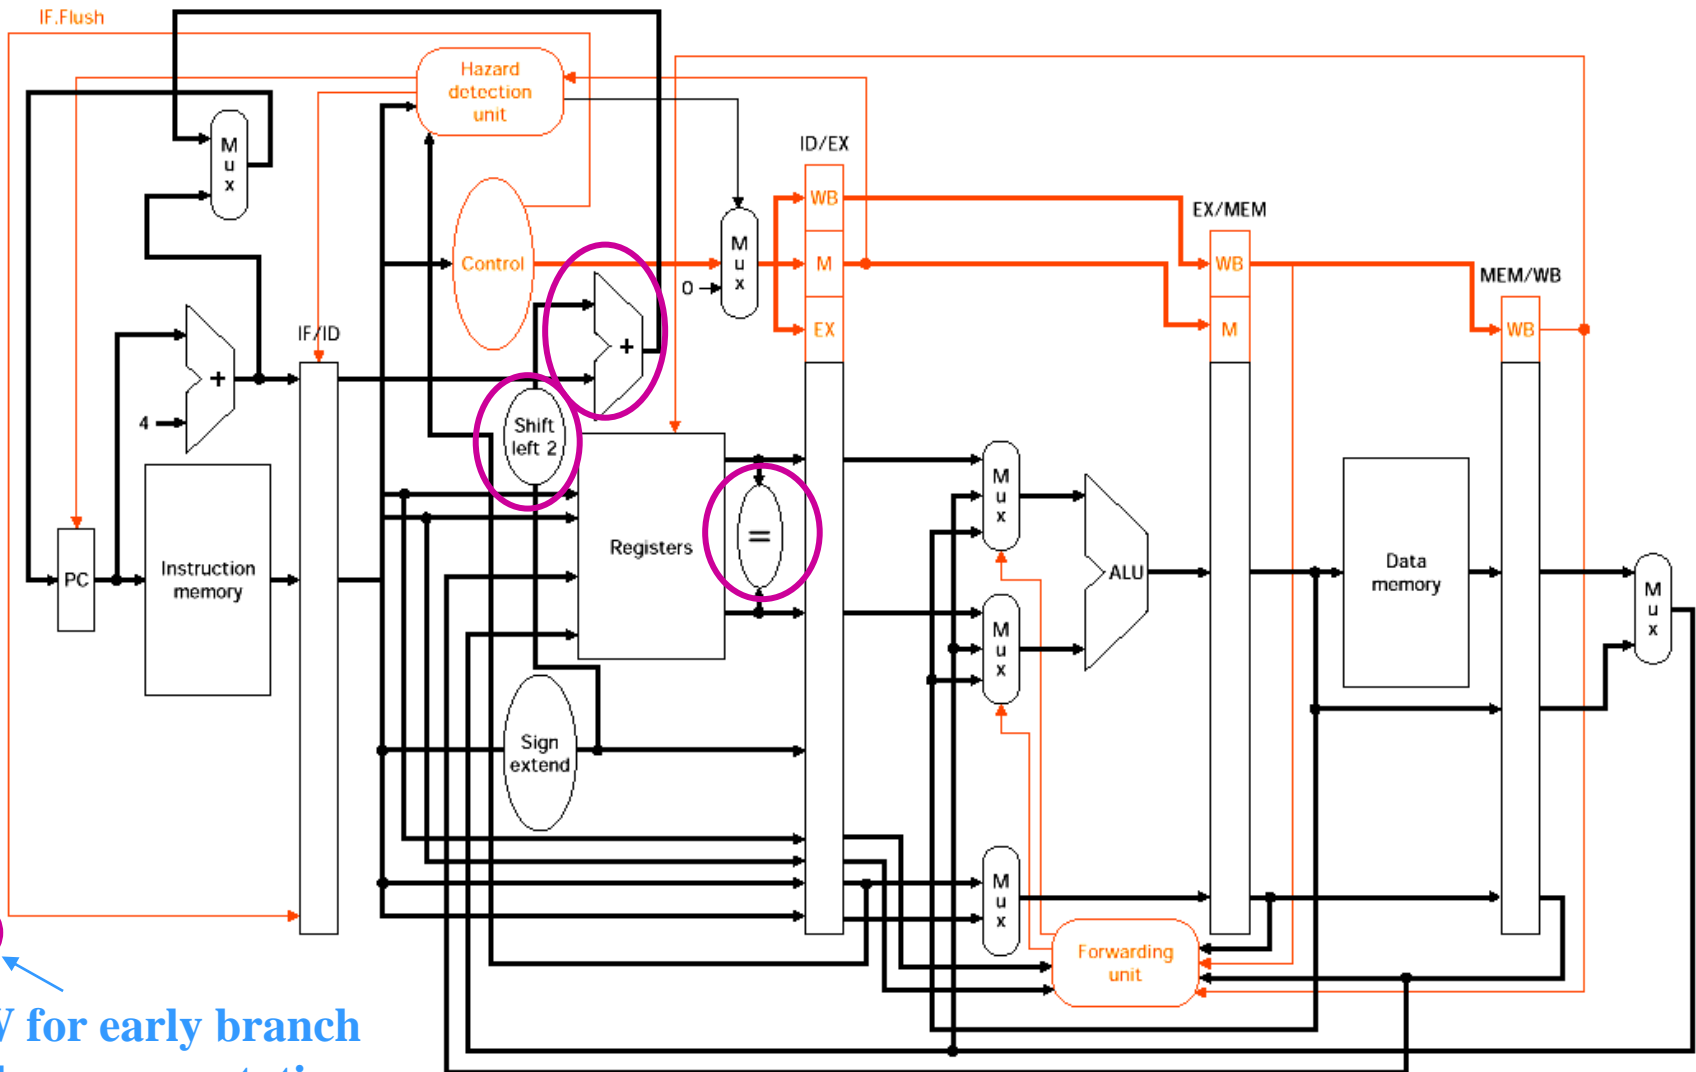 IF.Flush
Hazard
detection
unit
M
u
x
ID/EX
WB
EX/MEM
Control
M
u
x
0
M
WB
MEM/WB
IF/ID
EX
M
WB
+
+
4
Shift
left 2
M
u
x
PC
Instruction
memory
Registers
=
ALU
Data
memory
M
u
x
M
u
x
Sign
extend
M
u
x
Forwarding
unit
for early branch